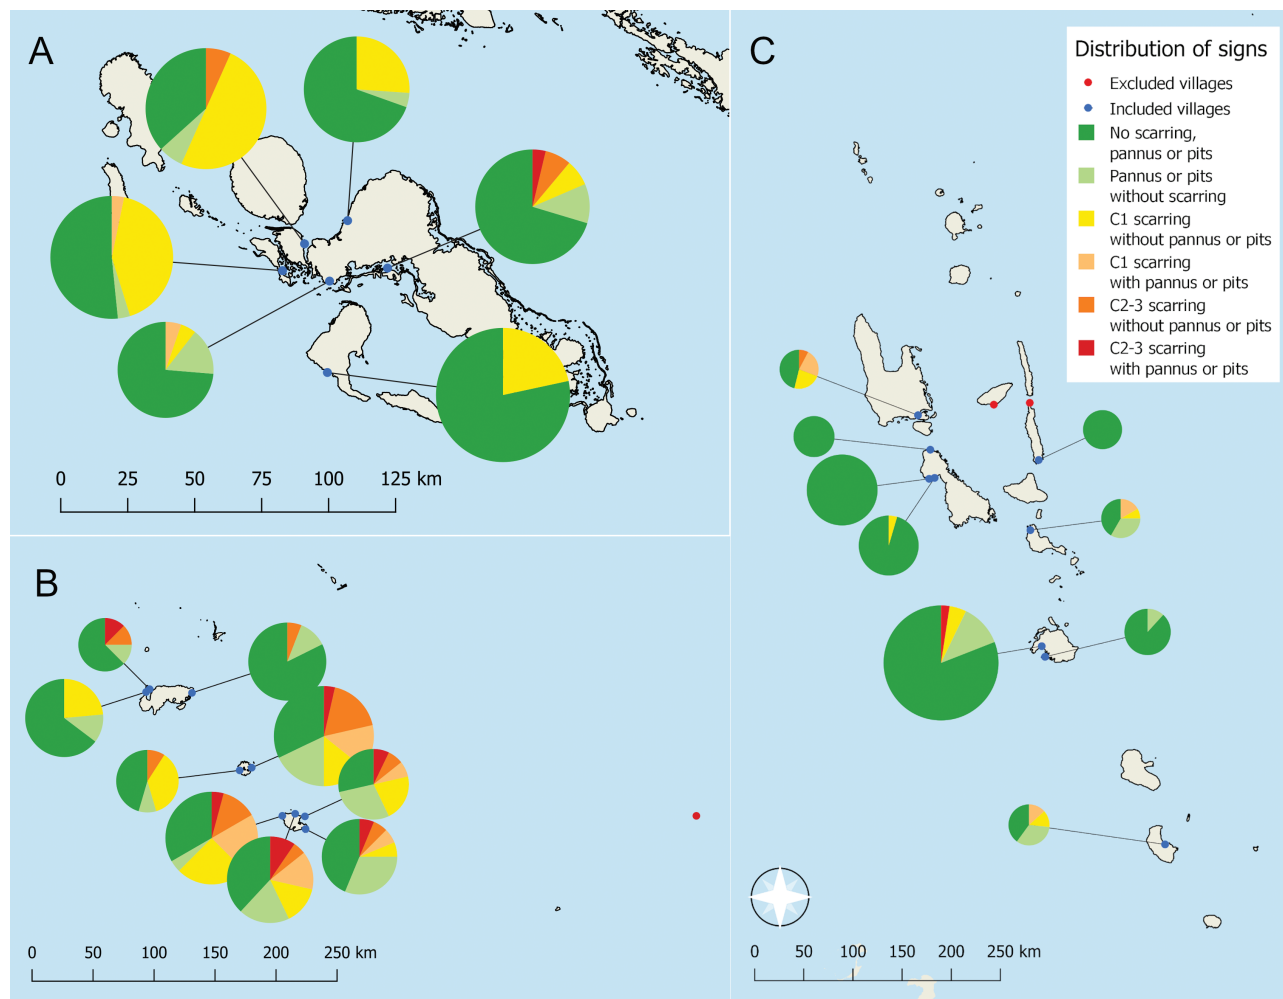 A
C
Distribution of signs
Excluded villages
Included villages
No scarring,
pannus or pits
Pannus or pits
without scarring
C1 scarring
without pannus or pits
C1 scarring
with pannus or pits
C2-3 scarring
without pannus or pits
C2-3 scarring
with pannus or pits
0 25 50 75 100 125 km
B
0 50 100 150 200 250 km
0 50 100 150 200 250 km